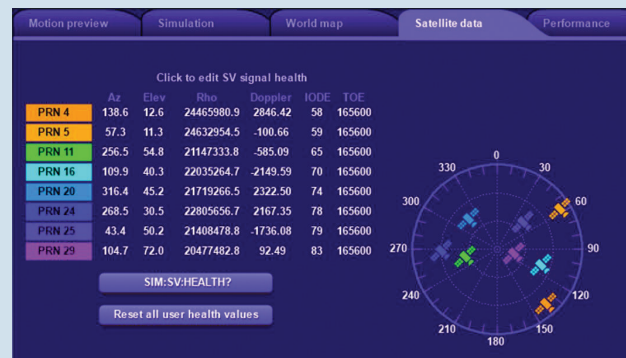 Motion preview Simulation World map Satellite data Performance
Click to edit SV signal health
Az Elev Rho Doppler IODE TOE
PRN 4 138.6 12.6 24465980.9 2846.42 58 165600
PRN 5 57.3 11.3 24632954.5 -100.66 59 165600
PRN 11 256.5 54.8 21147333.8 -585.09 65 165600
PRN 16 109.9 40.3 22035264.7 -2149.59 70 165600
PRN 20 316.4 45.2 21719266.5 2322.50 74 165600
PRN 24 268.5 30.5 22805656.7 2167.35 78 165600
PRN 25 43.4 50.2 21408478.8 -1736.08 79 165600
PRN 29 104.7 72.0 20477482.8 92.49 83 165600
SIM:SV:HEALTH?
Reset all user health values
0
330 30
300 60
270 90
240 120
210 150
180